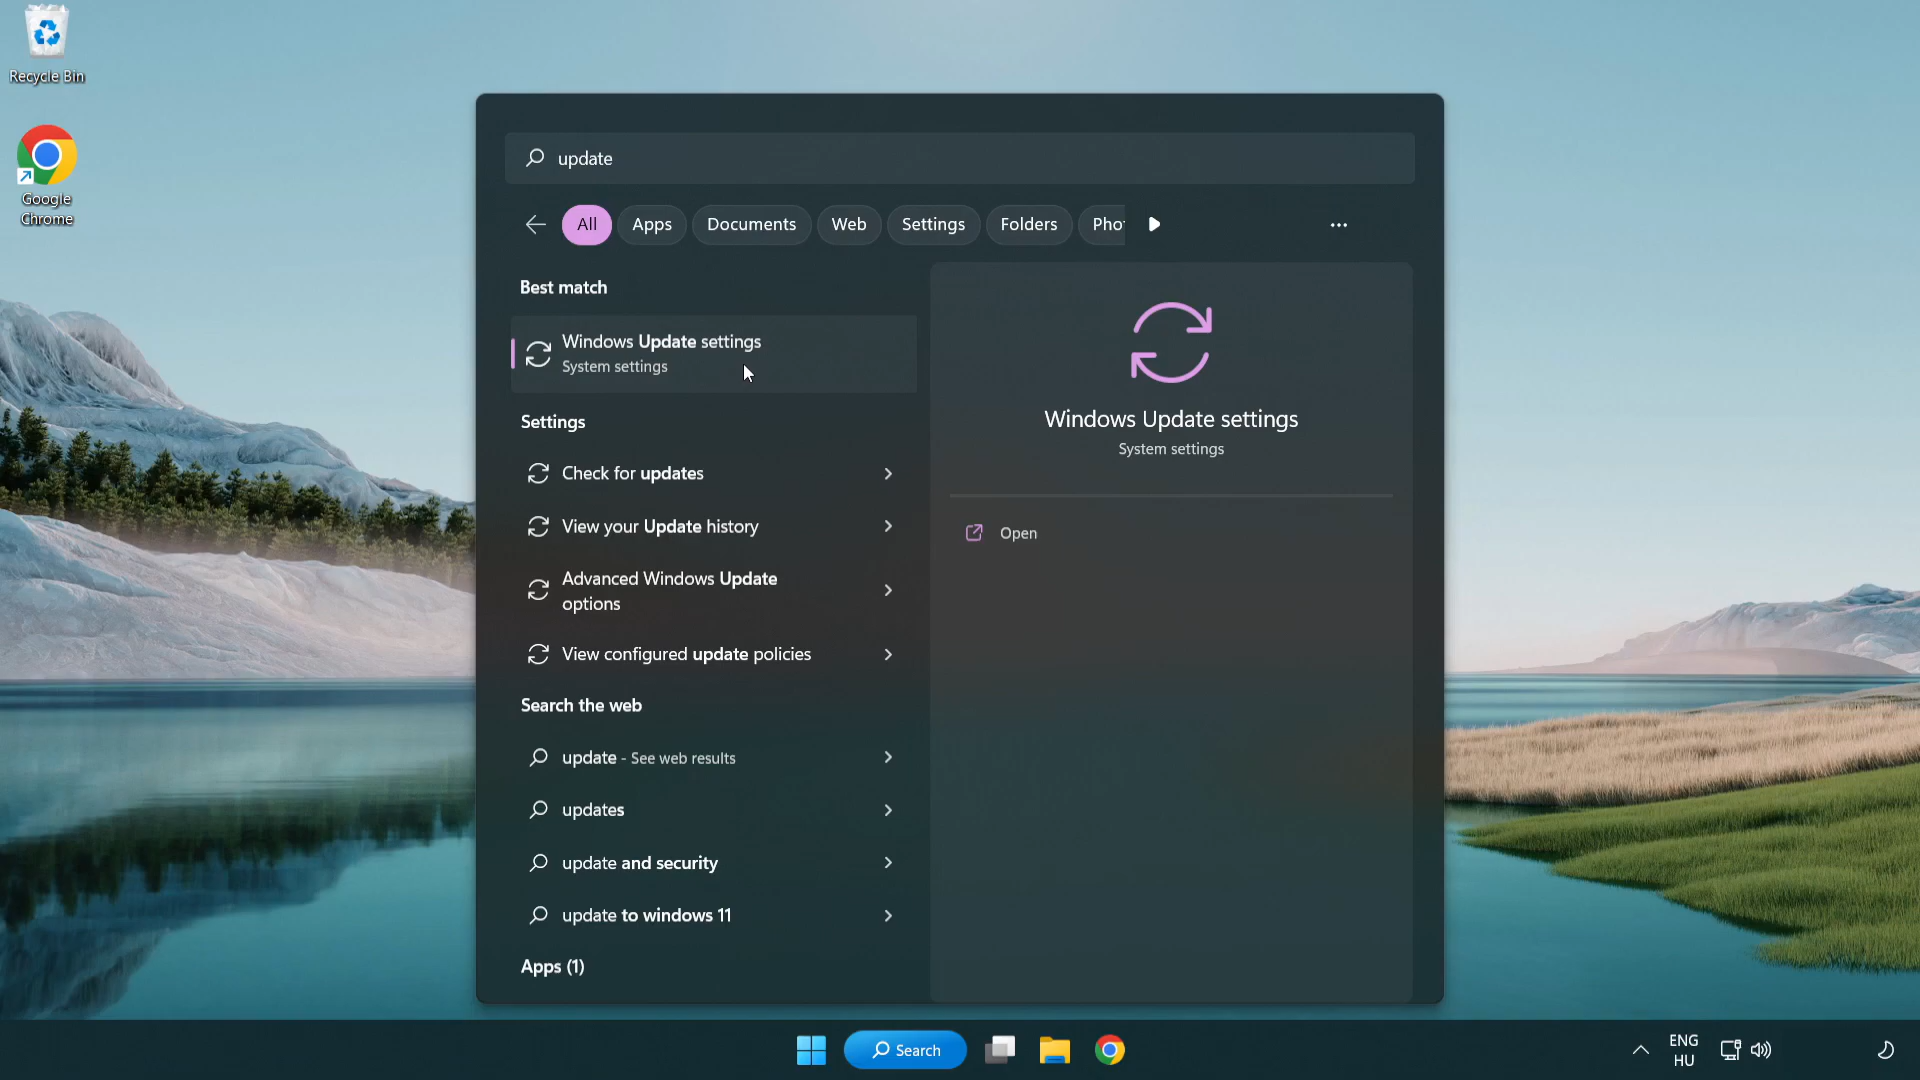 Recycle Bin
Google
Chrome
update
All
Apps
Documents
Web
Settings
Folders
Best match
Windows Update settings
System settings
Settings
Check for updates
View your Update history
Advanced Windows Update
options
View configured update policies
Search the web
update - See web results
updates
update and security
update to windows 11
Apps (1)
Windows Update settings
System settings
Open
Search
ENG
HU